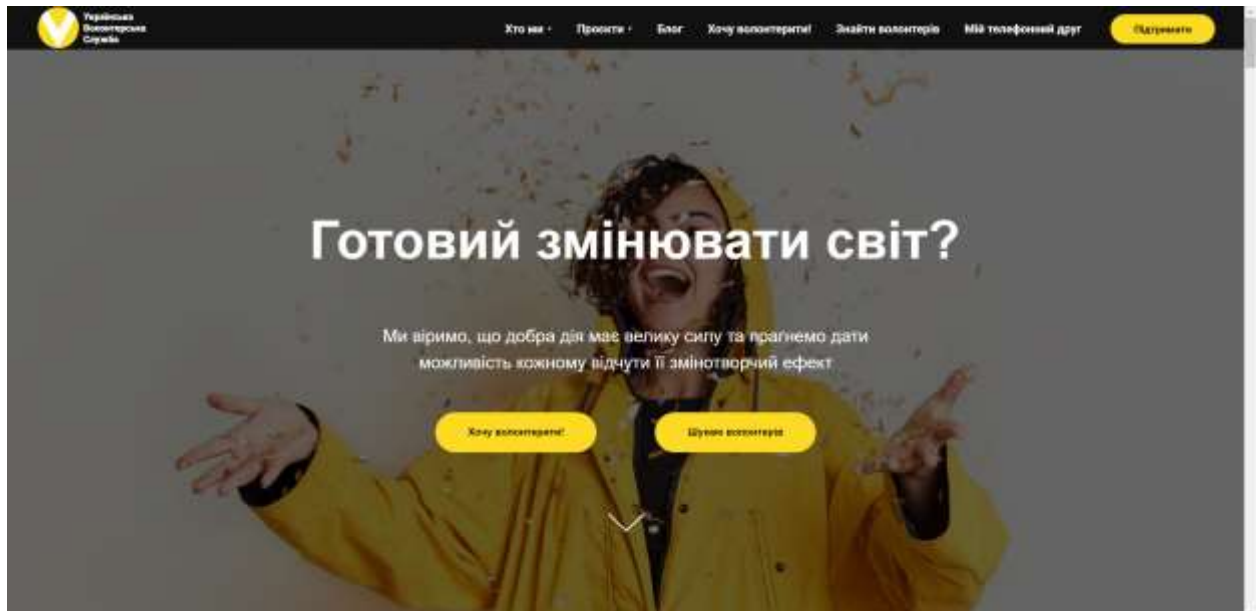 Українська
Волонтерська
Служба
Хто ми
Проєкти
Блог
Хочу волонтерити!
Знайти волонтерів
Мій телефонний друг
Підтримати
Готовий змінювати світ?
Ми віримо, що добра дія має велику силу та прагнемо дати
можливість кожному відчути її змінотворчий ефект
Хочу волонтерити!
Шукаю волонтерів